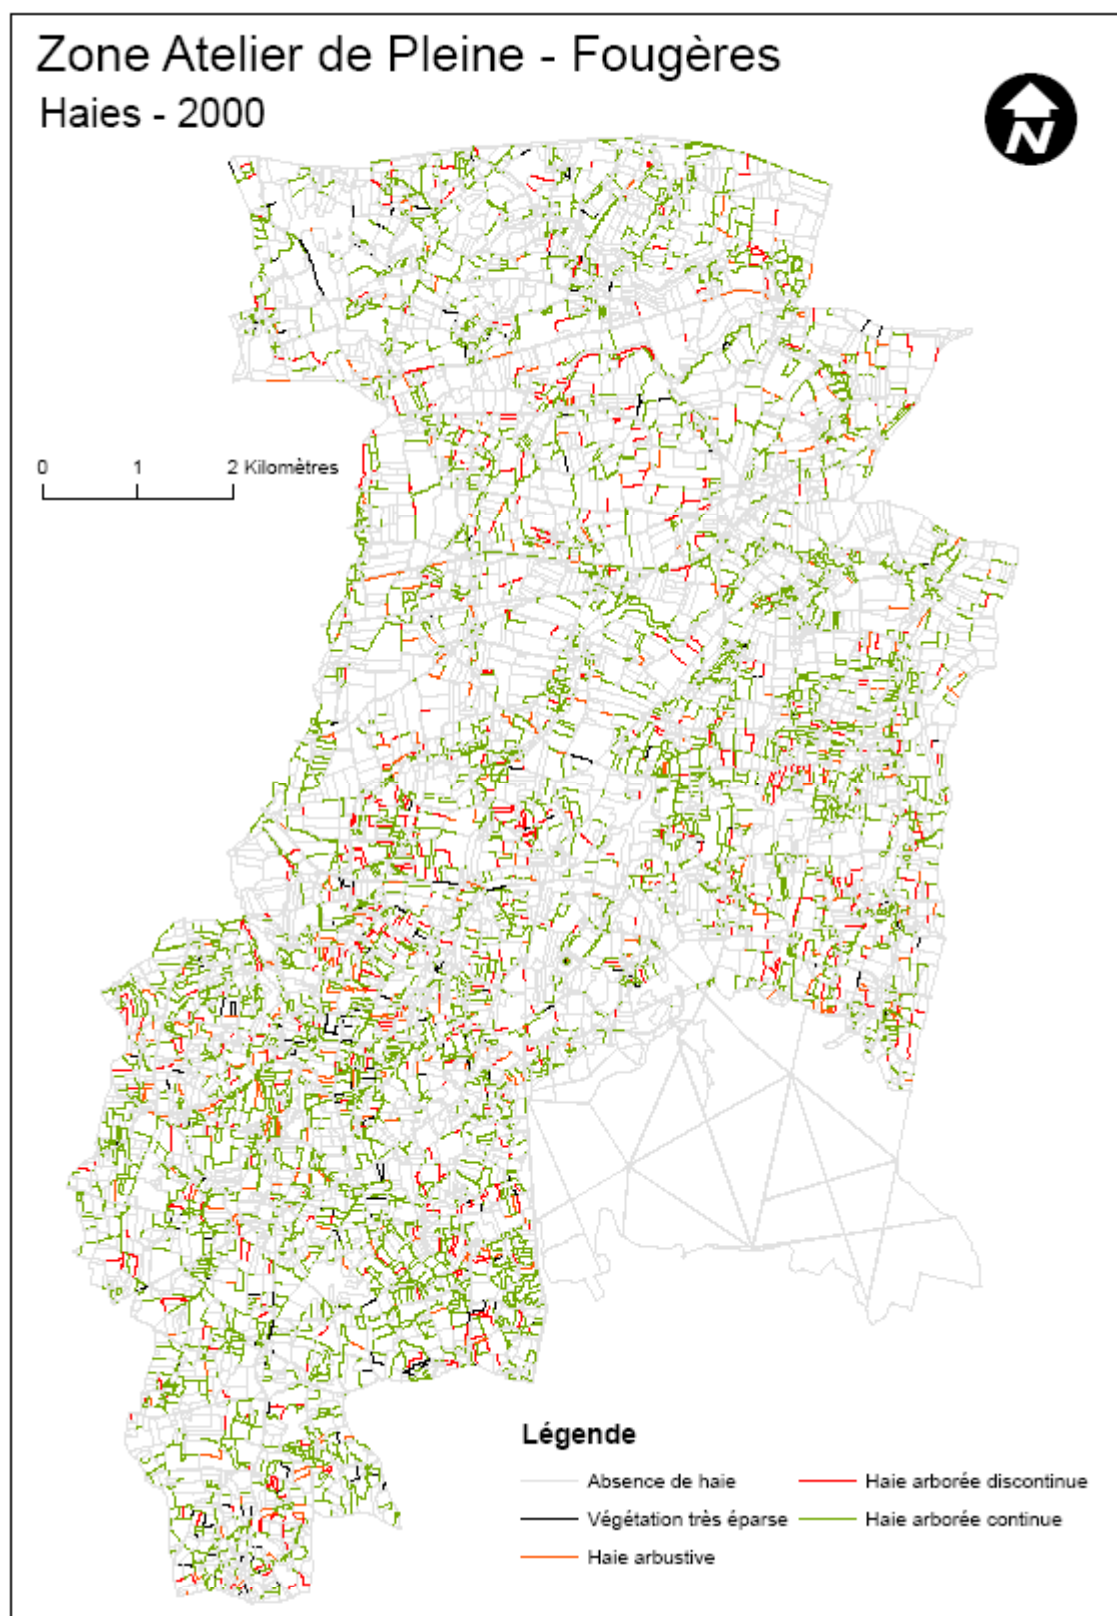 Zone Atelier de Pleine - Fougères
Haies - 2000
N
0 1 2 Kilomètres
Légende
Absence de haie
Végétation très éparse
Haie arbustive
Haie arborée discontinue
Haie arborée continue